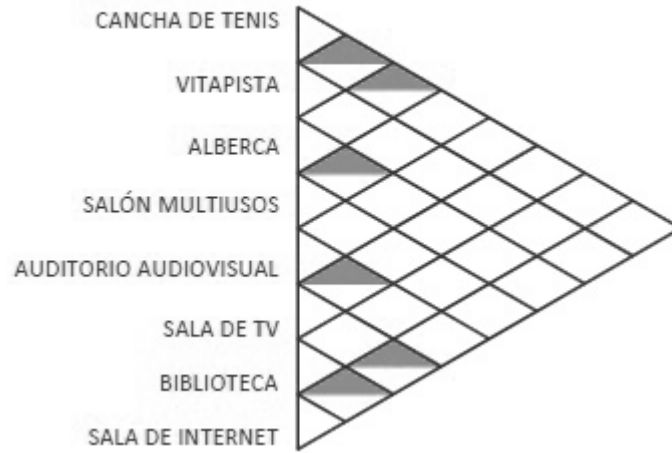 CANCHA DE TENIS
VITAPISTA
ALBERCA
SALÓN MULTIUSOS
AUDITORIO AUDIOVISUAL
SALA DE TV
BIBLIOTECA
SALA DE INTERNET